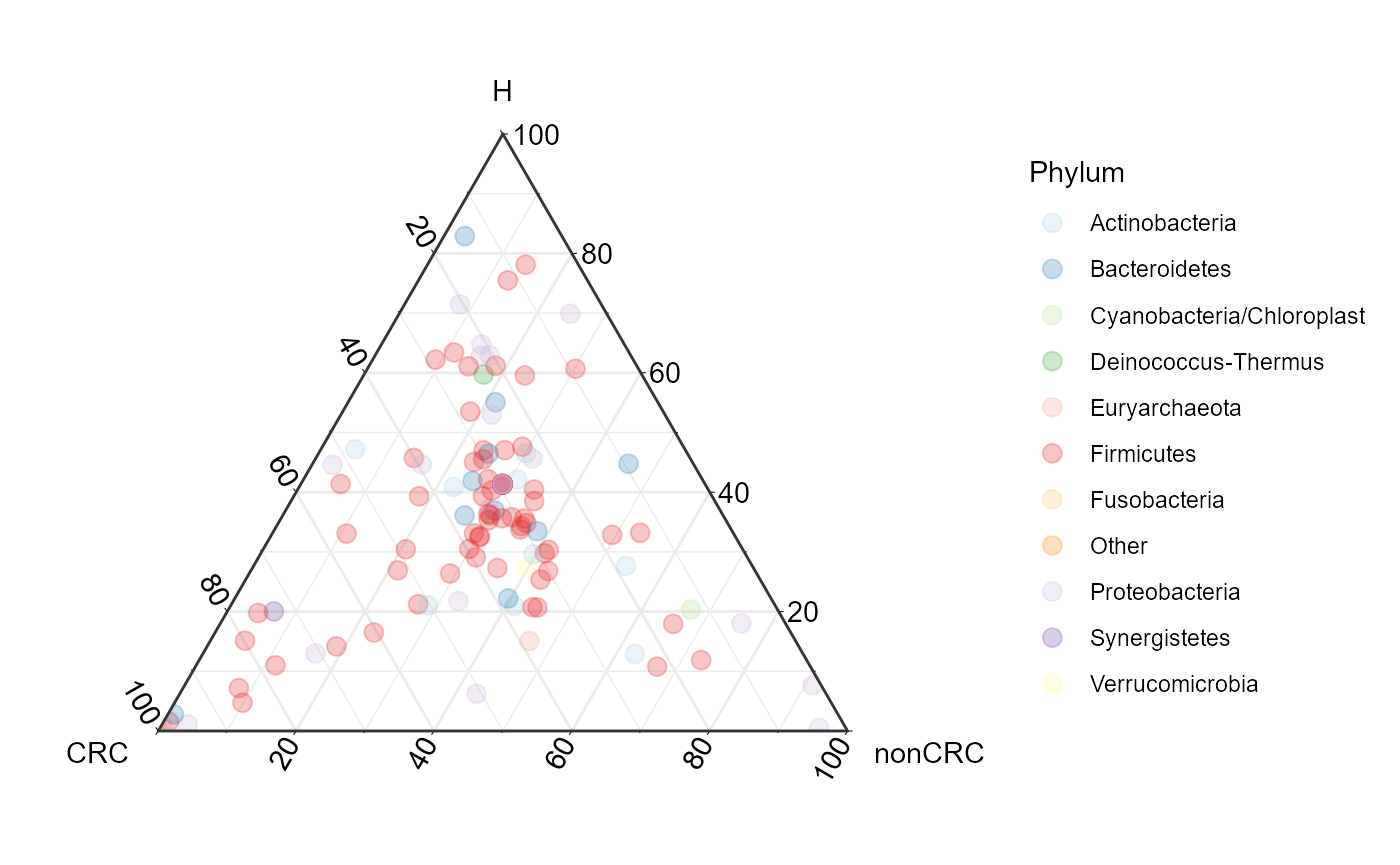 H
100
20
80
40
60
60
40
80
20
100
CRC
20
40
60
80
100
nonCRC
Phylum
Actinobacteria
Bacteroidetes
Cyanobacteria/Chloroplast
Deinococcus-Thermus
Euryarchaeota
Firmicutes
Fusobacteria
Other
Proteobacteria
Synergistetes
Verrucomicrobia